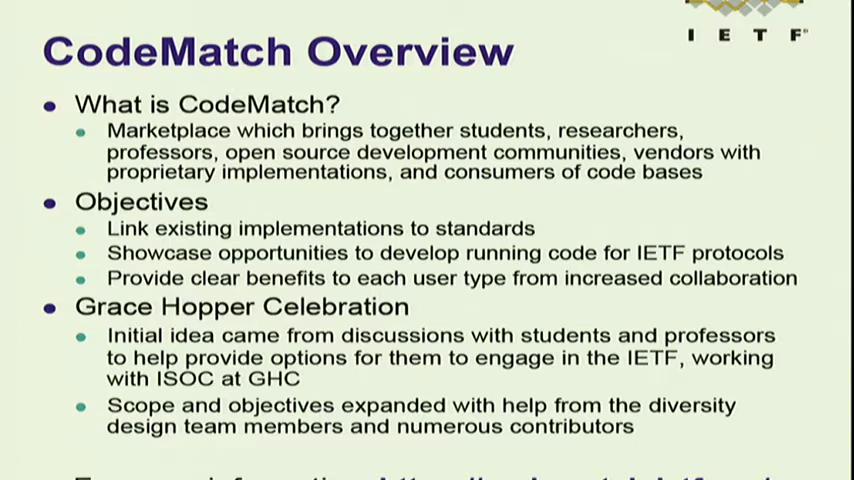 I E T F
CodeMatch Overview
What is CodeMatch?
Marketplace which brings together students, researchers,
professors, open source development communities, vendors with
proprietary implementations, and consumers of code bases
Objectives
Link existing implementations to standards
Showcase opportunities to develop running code for IETF protocols
Provide clear benefits to each user type from increased collaboration
Grace Hopper Celebration
Initial idea came from discussions with students and professors
to help provide options for them to engage in the IETF, working
with ISOC at GHC
Scope and objectives expanded with help from the diversity
design team members and numerous contributors